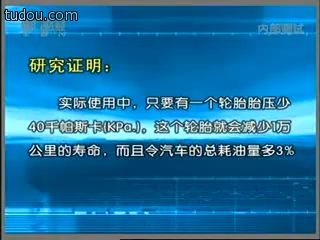 tudou.com
内部测试
研究证明：
实际使用中，只要有一个轮胎胎压少
40千帕斯卡(KPa.)，这个轮胎就会减少1万
公里的寿命，而且令汽车的总耗油量多3%